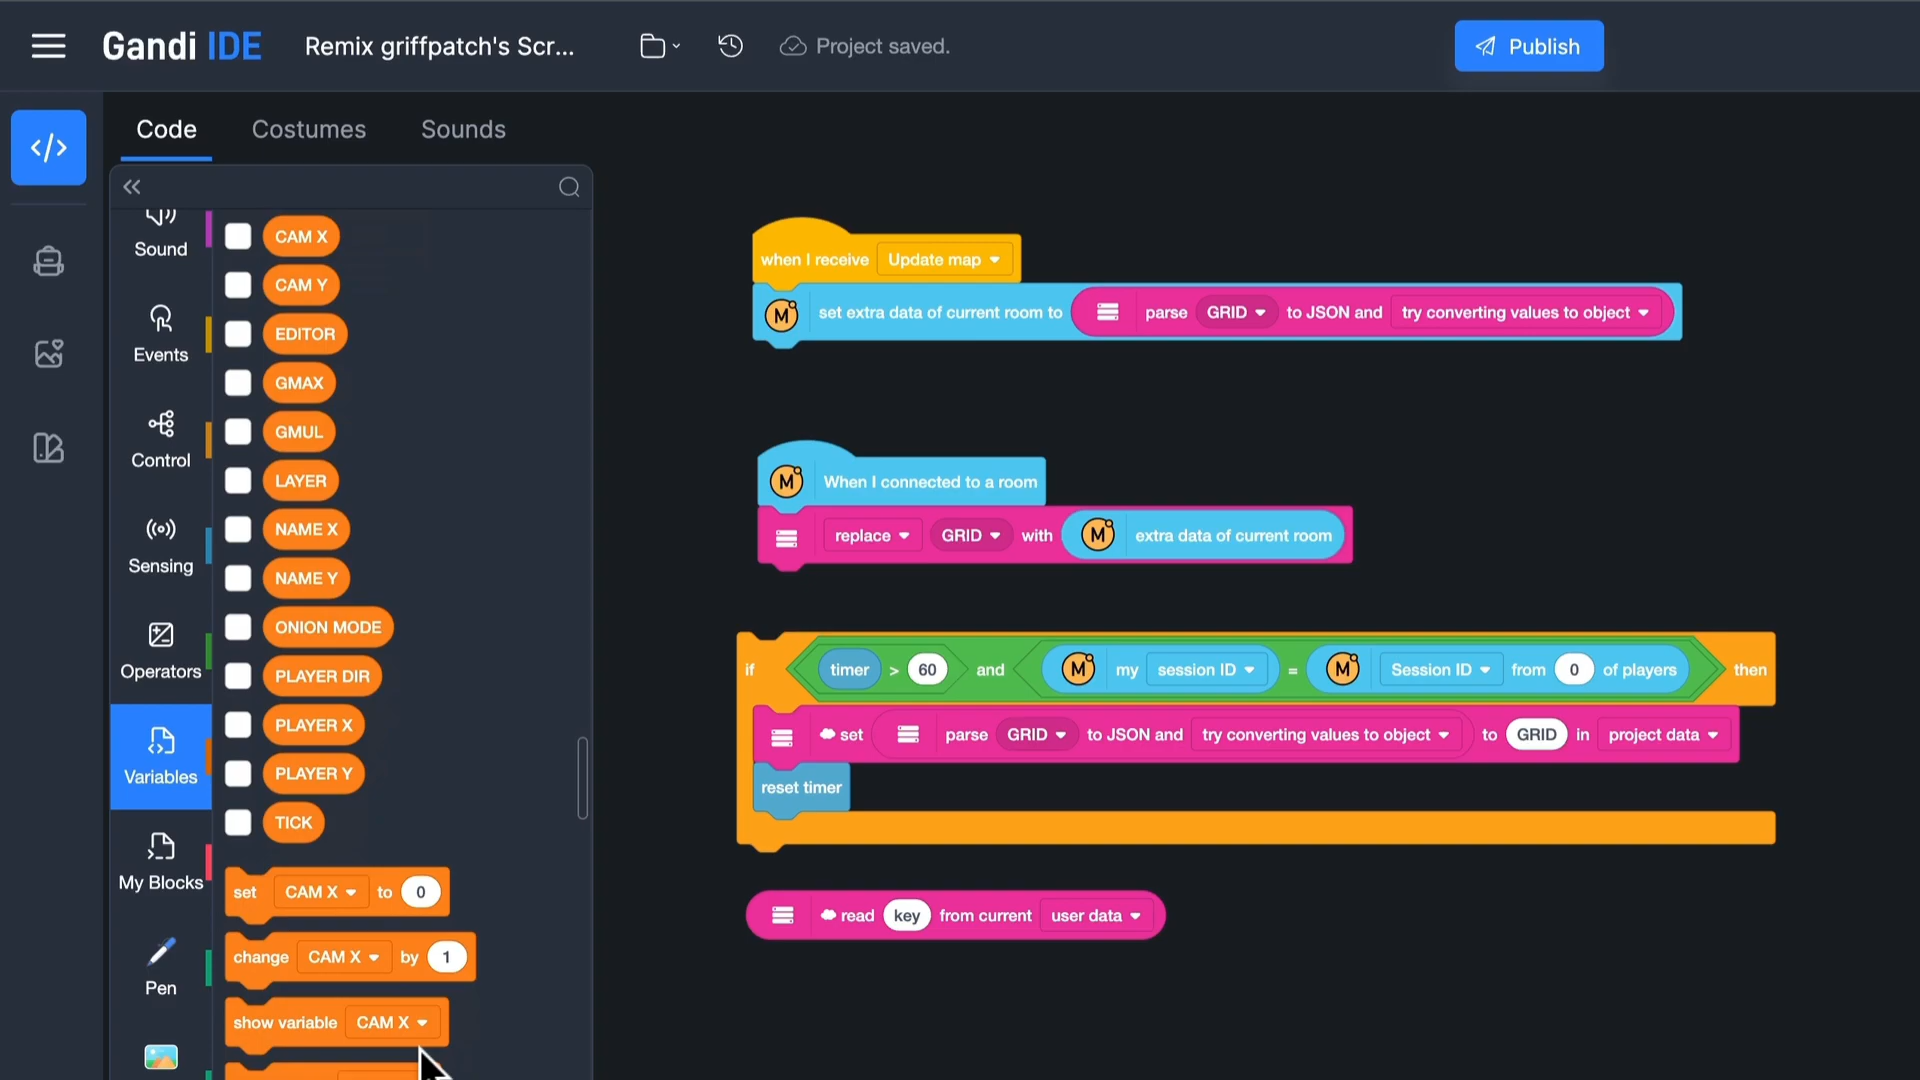 Gandi IDE
Remix griffpatch's Scr...
Project saved.
Publish
Code
Costumes
Sounds
Sound
Events
Control
Sensing
Operators
Variables
My Blocks
Pen
CAM X
CAM Y
EDITOR
GMAX
GMUL
LAYER
NAME X
NAME Y
ONION MODE
PLAYER DIR
PLAYER X
PLAYER Y
TICK
set CAM X to 0
change CAM X by 1
show variable CAM X
when I receive Update map
M set extra data of current room to parse GRID to JSON and try converting values to object
M When I connected to a room
replace GRID with M extra data of current room
if timer > 60 and M my session ID = M Session ID from 0 of players then
set parse GRID to JSON and try converting values to object to GRID in project data
reset timer
read key from current user data